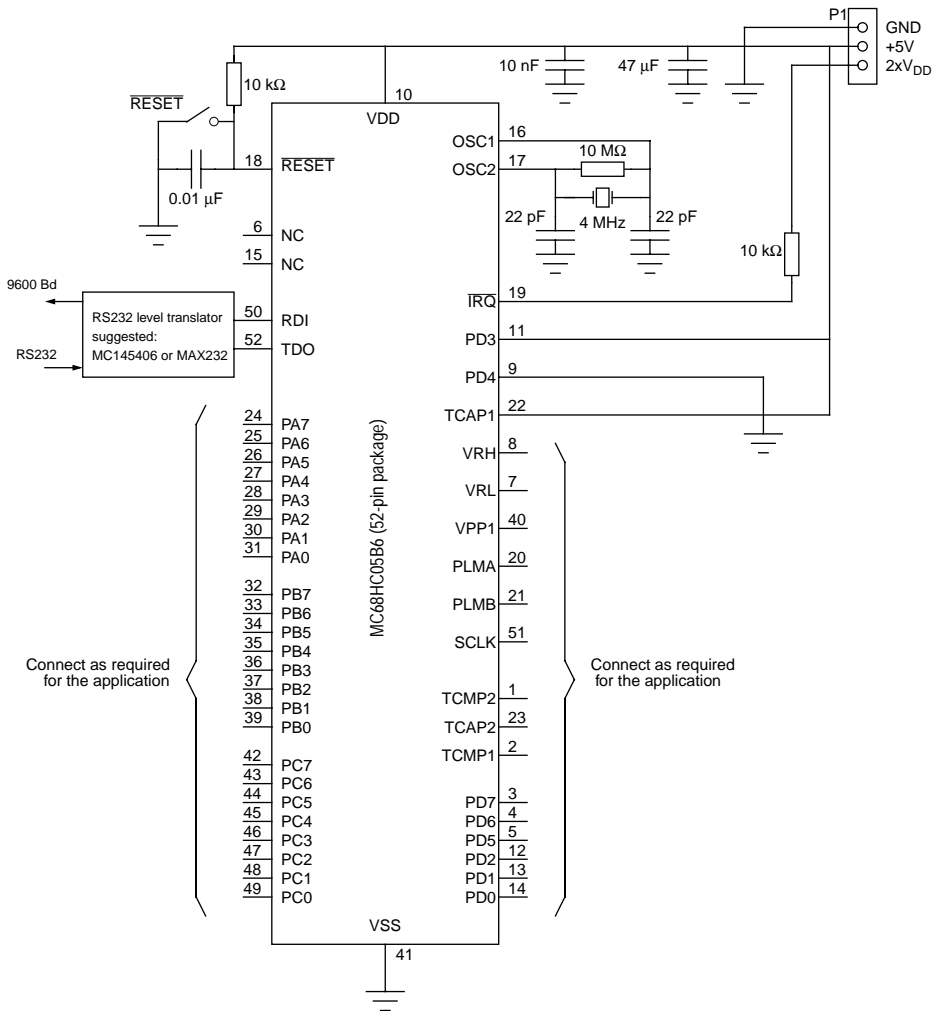 P1
GND
+5V
2xVDD
10 nF
47 µF
10 kΩ
RESET
10
VDD
16
OSC1
17
OSC2
10 MΩ
4 MHz
22 pF
22 pF
18
RESET
0.01 µF
6
NC
15
NC
10 kΩ
19
IRQ
9600 Bd
RS232
RS232 level translator
suggested:
MC145406 or MAX232
50
RDI
52
TDO
11
PD3
9
PD4
22
TCAP1
MC68HC05B6 (52-pin package)
24
PA7
25
PA6
26
PA5
27
PA4
28
PA3
29
PA2
30
PA1
31
PA0
32
PB7
33
PB6
34
PB5
35
PB4
36
PB3
37
PB2
38
PB1
39
PB0
42
PC7
43
PC6
44
PC5
45
PC4
46
PC3
47
PC2
48
PC1
49
PC0
Connect as required
for the application
VRH
8
VRL
7
VPP1
40
PLMA
20
PLMB
21
SCLK
51
TCMP2
1
TCAP2
23
TCMP1
2
PD7
3
PD6
4
PD5
5
PD2
12
PD1
13
PD0
14
Connect as required
for the application
VSS
41